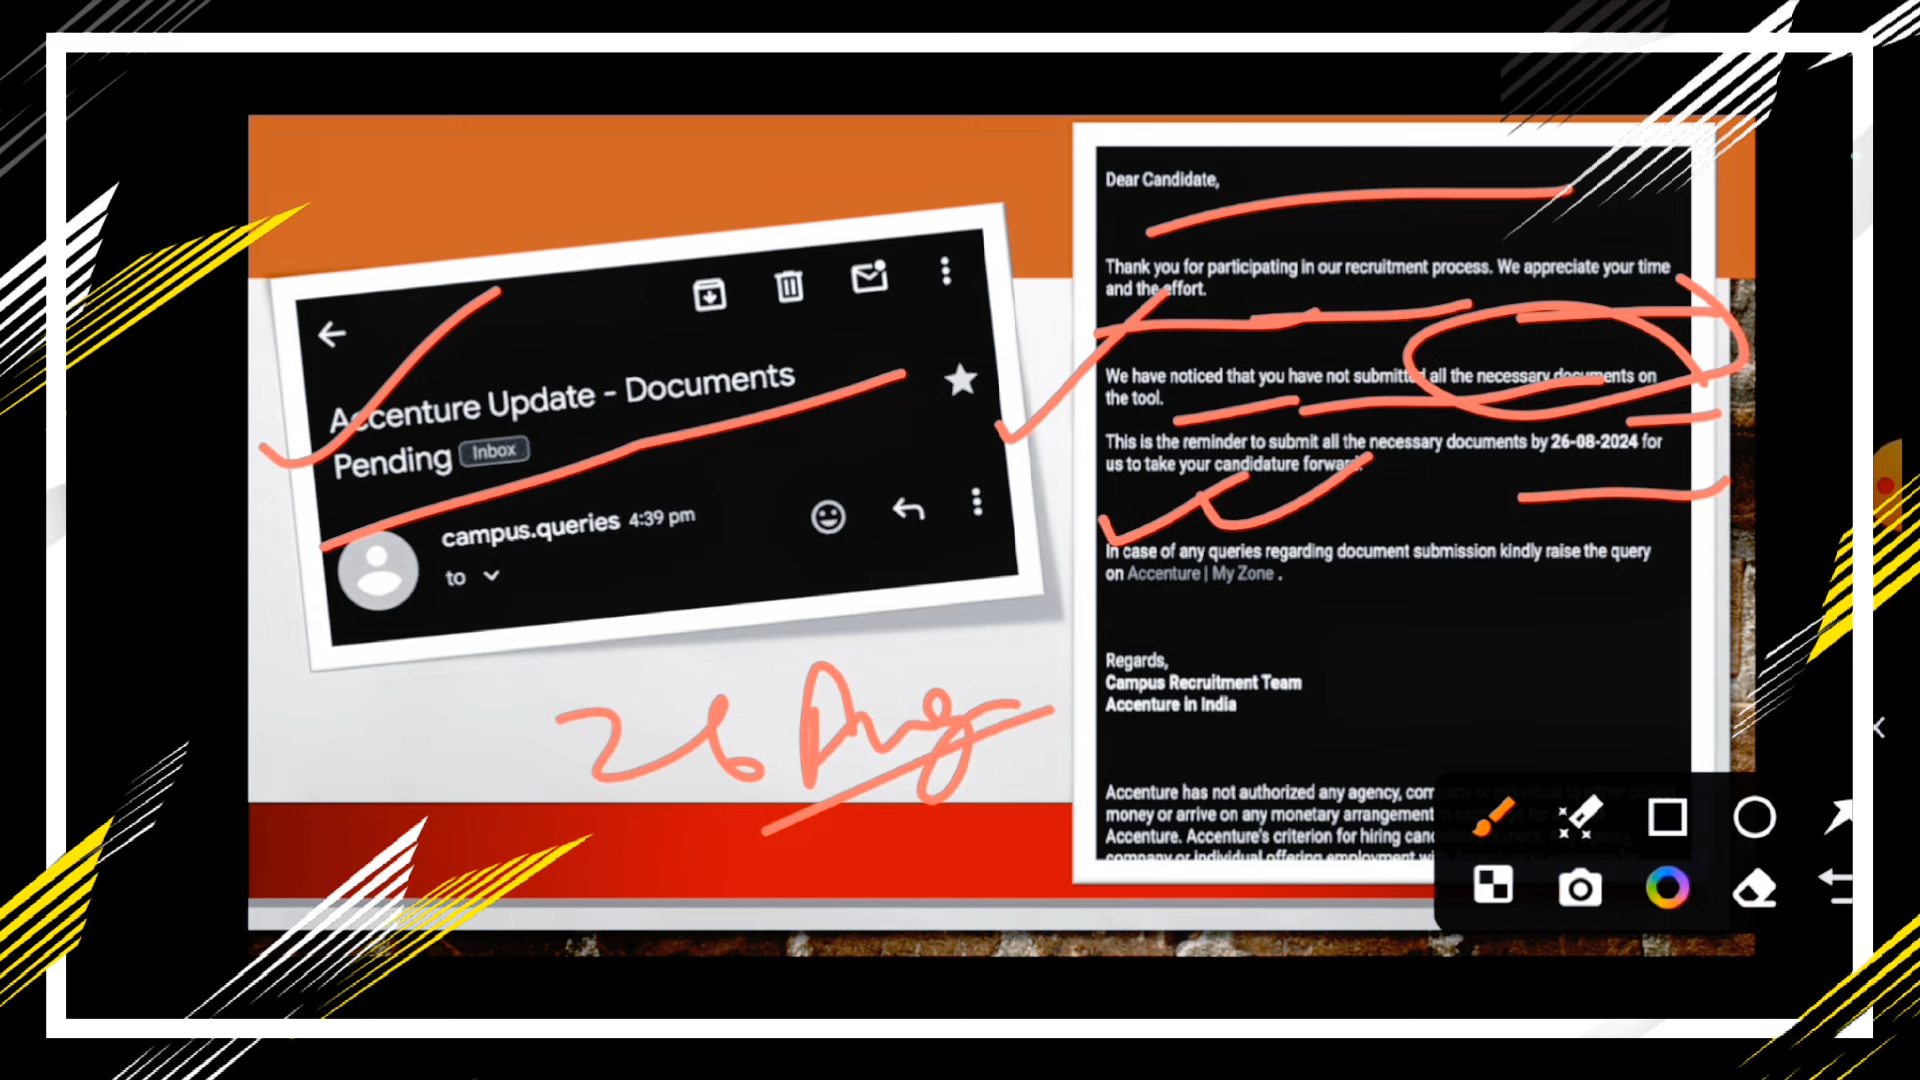 Accenture Update - Documents
Pending Inbox
campus.queries 4:39 pm
to
26 Aug
Dear Candidate,
Thank you for participating in our recruitment process. We appreciate your time
and the effort.
We have noticed that you have not submitted all the necessary documents on
the tool.
This is the reminder to submit all the necessary documents by 26-08-2024 for
us to take your candidature forward.
In case of any queries regarding document submission kindly raise the query
on Accenture | My Zone .
Regards,
Campus Recruitment Team
Accenture in India
Accenture has not authorized any agency,
money or arrive on any monetary arrangement
Accenture. Accenture's criterion for hiring
company or individual offering employment